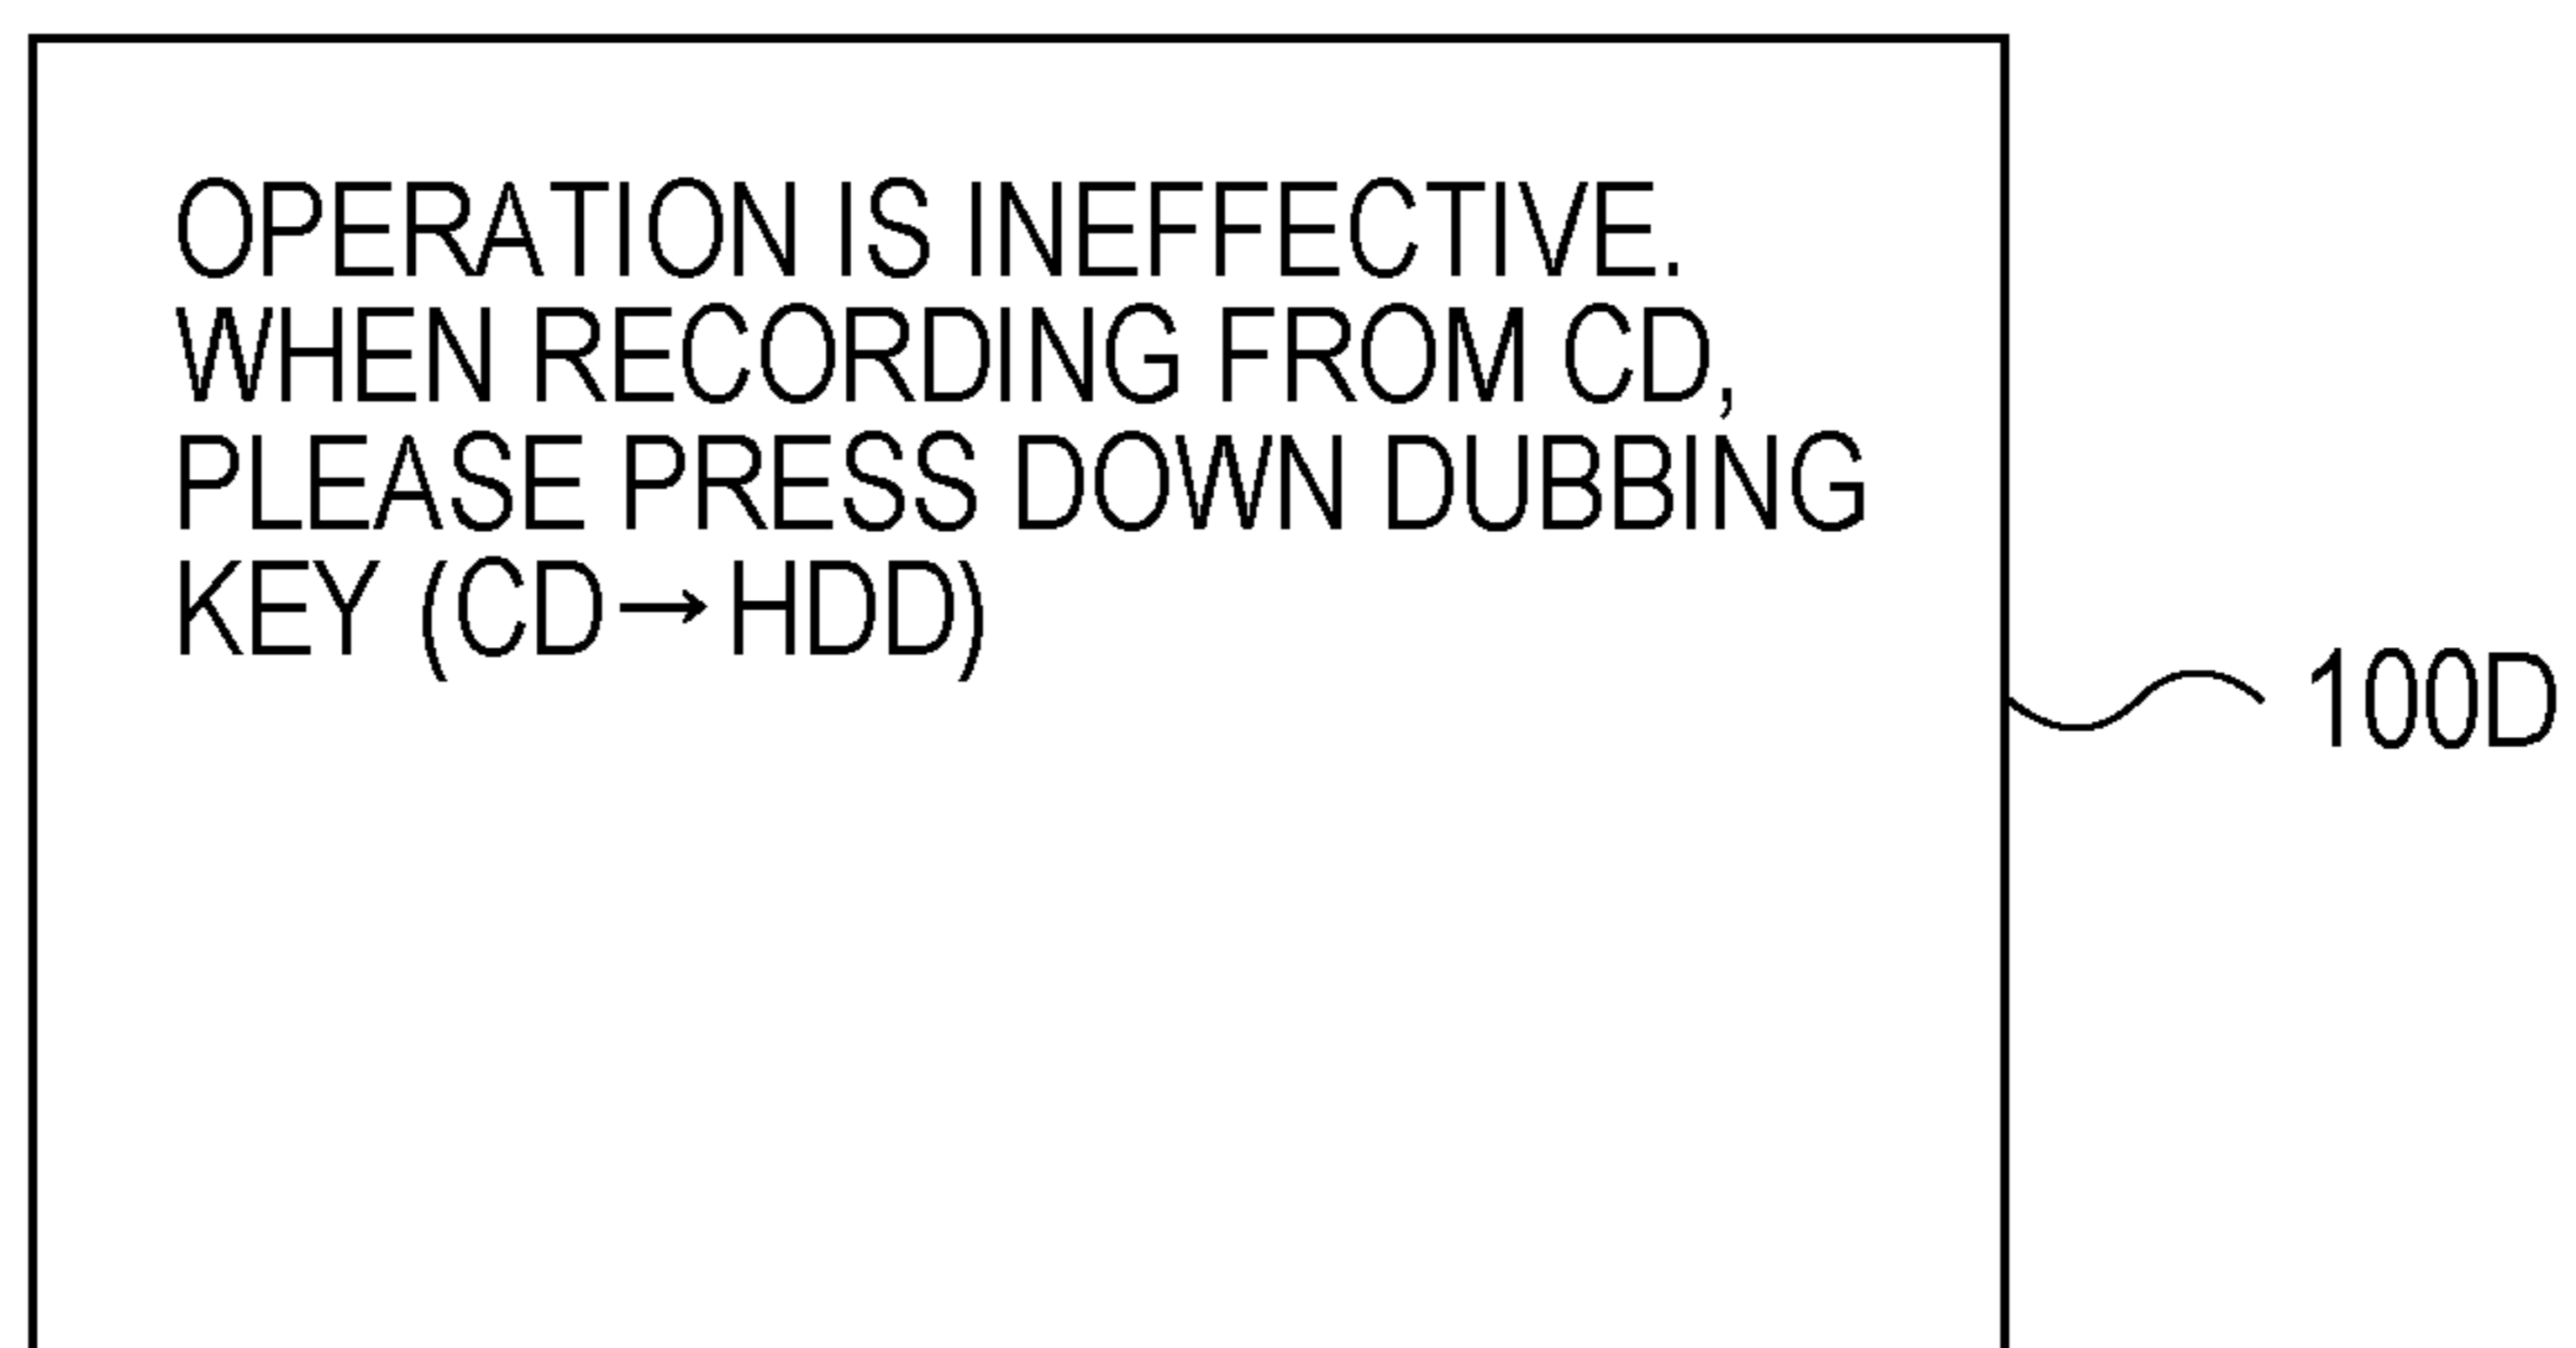 OPERATION IS INEFFECTIVE.
WHEN RECORDING FROM CD,
PLEASE PRESS DOWN DUBBING
KEY (CD→HDD)
100D